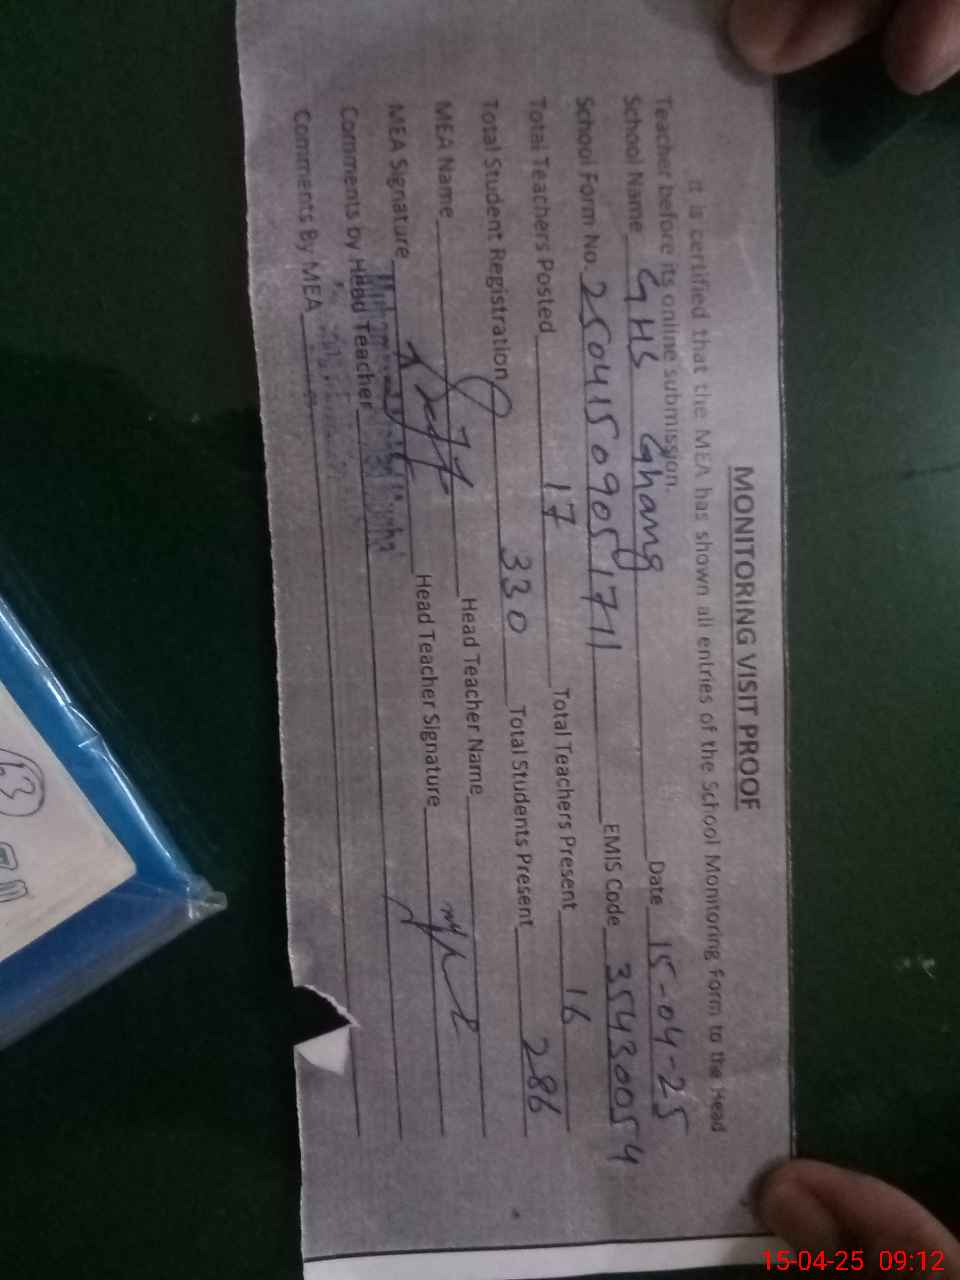 MONITORING VISIT PROOF
It is certified that the MEA has shown all entries of the School Monitoring Form to the Head
Teacher before its online submission.
School Name GHS Ghang Date 15-04-25
School Form No. 25041509051711 EMIS Code 35430054
Total Teachers Posted 17 Total Teachers Present 16
Total Student Registration 330 Total Students Present 286
MEA Name Head Teacher Name
MEA Signature Head Teacher Signature
Comments by Head Teacher
Comments By MEA
13
15-04-25 09:12